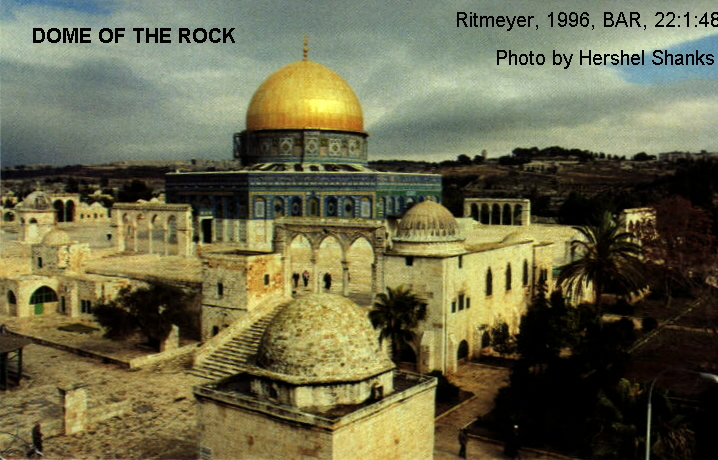 DOME OF THE ROCK
Ritmeyer, 1996, BAR, 22:1:48
Photo by Hershel Shanks